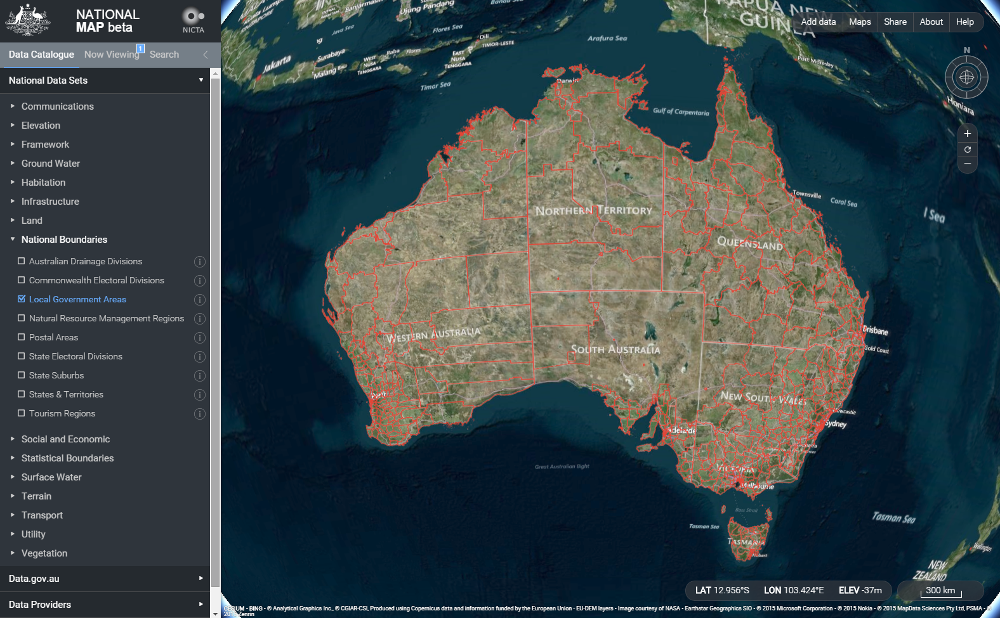 NATIONAL
MAP beta
NICTA
Data Catalogue
Now Viewing
1
Search
National Data Sets
Communications
Elevation
Framework
Ground Water
Habitation
Infrastructure
Land
National Boundaries
Australian Drainage Divisions
Commonwealth Electoral Divisions
Local Government Areas
Natural Resource Management Regions
Postal Areas
State Electoral Divisions
State Suburbs
States & Territories
Tourism Regions
Social and Economic
Statistical Boundaries
Surface Water
Terrain
Transport
Utility
Vegetation
Data.gov.au
Data Providers
Add data
Maps
Share
About
Help
N
PAPUA NEW
GUINEA
Banjarmasin
Ujung Pandang
Banda Sea
Java Sea
Flores Sea
Arafura Sea
Dili
TIMOR-LESTE
Jakarta
Surabaya
Malang
BALI
Raba
Flores
WEST
NUSA
TENGGARA
EAST
NUSA
TENGGARA
Timor Sea
Port Moresby
Honiara
Darwin
Gulf of Carpentaria
Townsville
Coral Sea
l Sea
NORTHERN TERRITORY
QUEENSLAND
WESTERN AUSTRALIA
SOUTH AUSTRALIA
Brisbane
Gold Coast
Perth
NEW SOUTH WALES
Newcastle
Sydney
Adelaide
Canberra
VICTORIA
Melbourne
Great Australian Bight
Bass Strait
Tasman Sea
Tasman Sea
TASMANIA
Hobart
Wellington
NEW
ZEALAND
LAT 12.956°S
LON 103.424°E
ELEV -37m
300 km
CESIUM • BING • © Analytical Graphics Inc., © CGIAR-CSI, Produced using Copernicus data and information funded by the European Union - EU-DEM layers • Image courtesy of NASA • Earthstar Geographics SIO • © 2015 Microsoft Corporation • © 2015 Nokia • © 2015 MapData Sciences Pty Ltd, PSMA • ©
2015 Zenrin